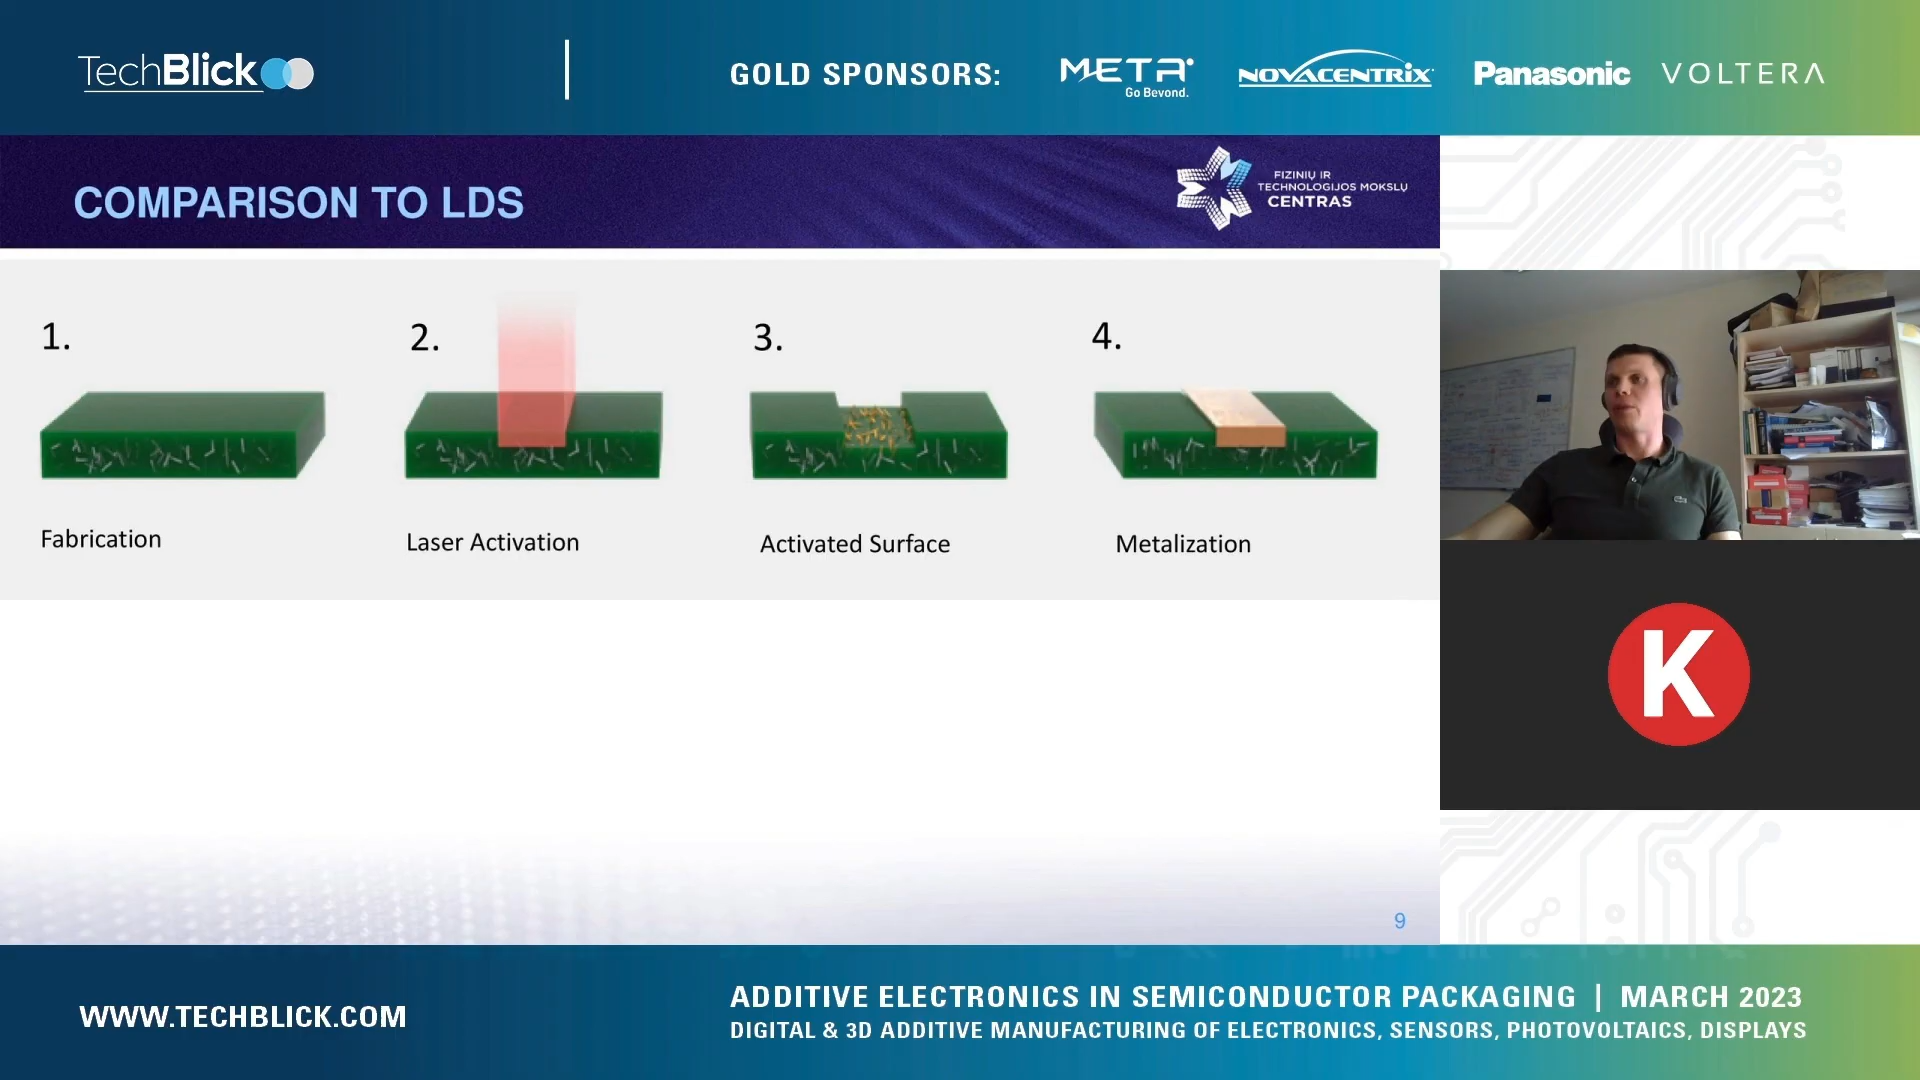 TechBlick
GOLD SPONSORS:
META
Go Beyond.
NOVACENTRIX
Panasonic
VOLTERA
COMPARISON TO LDS
FIZINIŲ IR
TECHNOLOGIJOS MOKSLŲ
CENTRAS
1.
2.
3.
4.
Fabrication
Laser Activation
Activated Surface
Metalization
K
9
WWW.TECHBLICK.COM
ADDITIVE ELECTRONICS IN SEMICONDUCTOR PACKAGING | MARCH 2023
DIGITAL & 3D ADDITIVE MANUFACTURING OF ELECTRONICS, SENSORS, PHOTOVOLTAICS, DISPLAYS